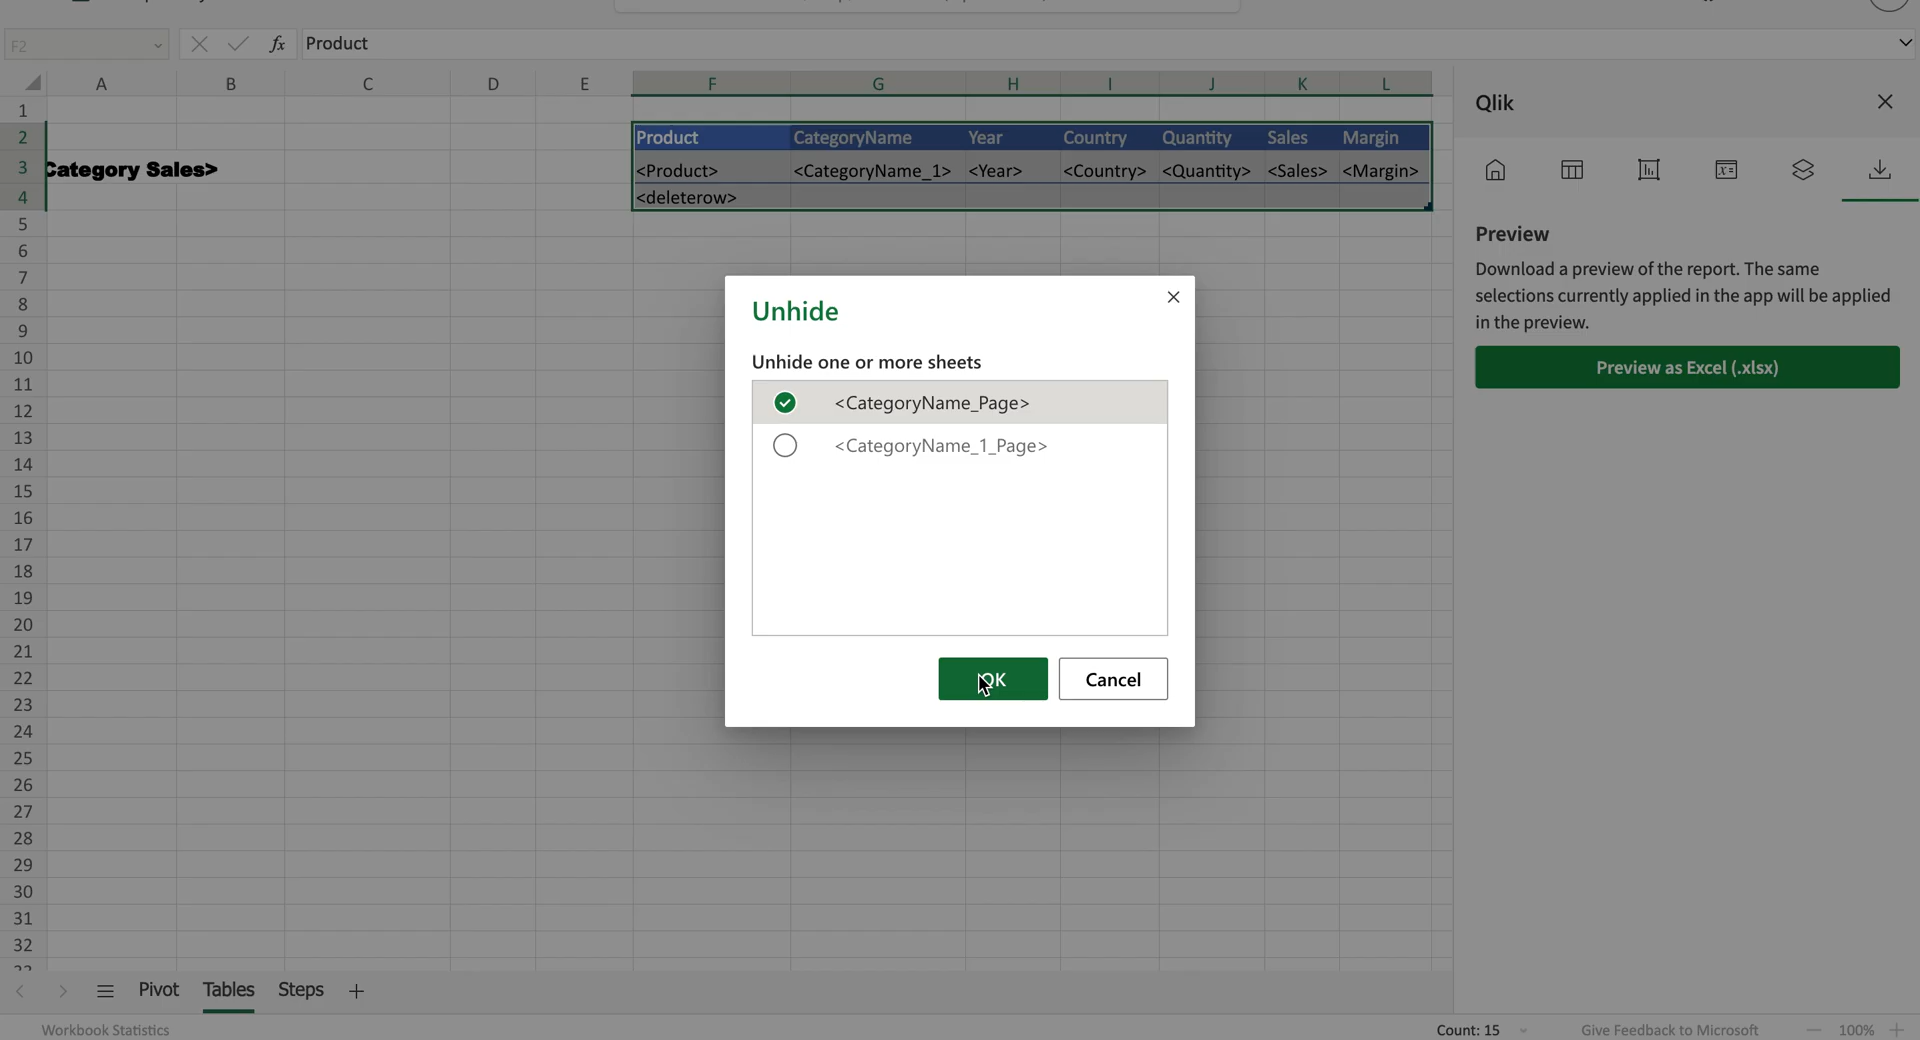 F2
fx
Product
A B C D E F G H I J K L
1
2 Product CategoryName Year Country Quantity Sales Margin
3 Category Sales> <Product> <CategoryName_1> <Year> <Country> <Quantity> <Sales> <Margin>
4 <deleterow>
5
6
7
8
9
10
11
12
13
14
15
16
17
18
19
20
21
22
23
24
25
26
27
28
29
30
31
32
Unhide
Unhide one or more sheets
<CategoryName_Page>
<CategoryName_1_Page>
OK
Cancel
Qlik
Preview
Download a preview of the report. The same
selections currently applied in the app will be applied
in the preview.
Preview as Excel (.xlsx)
Pivot Tables Steps
Workbook Statistics
Count: 15
Give Feedback to Microsoft
100%